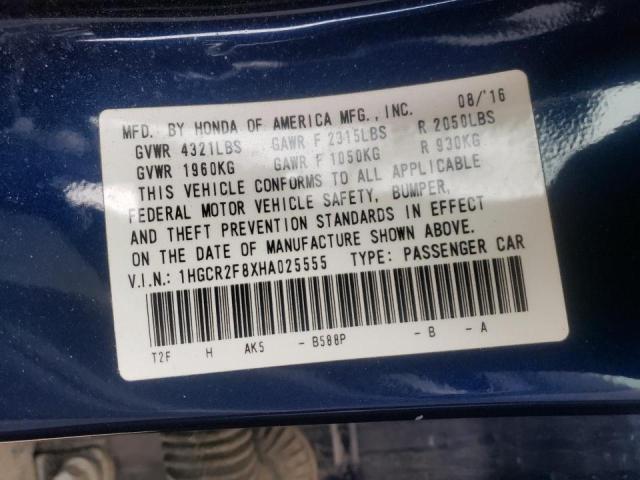 MFD. BY HONDA OF AMERICA MFG., INC. 08/'16
GVWR 4321LBS GAWR F 2315LBS R 2050LBS
GVWR 1960KG GAWR F 1050KG R 930KG
THIS VEHICLE CONFORMS TO ALL APPLICABLE
FEDERAL MOTOR VEHICLE SAFETY, BUMPER,
AND THEFT PREVENTION STANDARDS IN EFFECT
ON THE DATE OF MANUFACTURE SHOWN ABOVE.
V.I.N.: 1HGCR2F8XHA025555 TYPE: PASSENGER CAR
T2F H AK5 - B588P - B - A